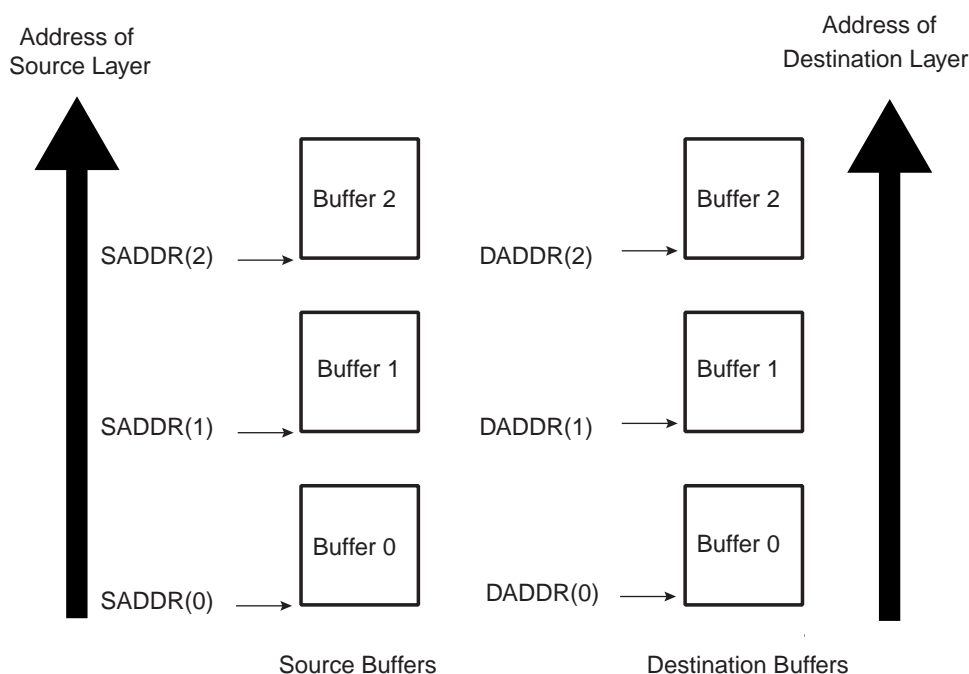 Address of
Source Layer
Address of
Destination Layer
Buffer 2
Buffer 2
SADDR(2)
DADDR(2)
Buffer 1
Buffer 1
SADDR(1)
DADDR(1)
Buffer 0
Buffer 0
SADDR(0)
DADDR(0)
Source Buffers
Destination Buffers